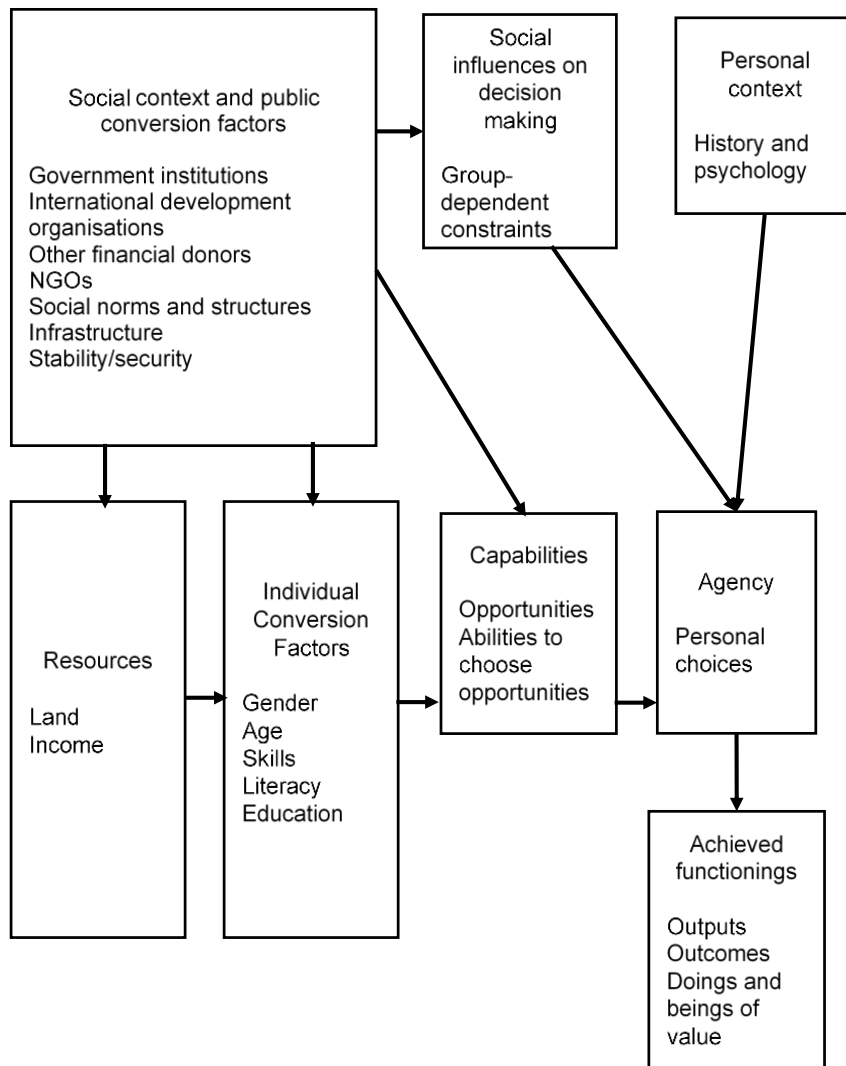 Social context and public
conversion factors
Government institutions
International development
organisations
Other financial donors
NGOs
Social norms and structures
Infrastructure
Stability/security
Social
influences on
decision
making
Group-
dependent
constraints
Personal
context
History and
psychology
Resources
Land
Income
Individual
Conversion
Factors
Gender
Age
Skills
Literacy
Education
Capabilities
Opportunities
Abilities to
choose
opportunities
Agency
Personal
choices
Achieved
functionings
Outputs
Outcomes
Doings and
beings of
value